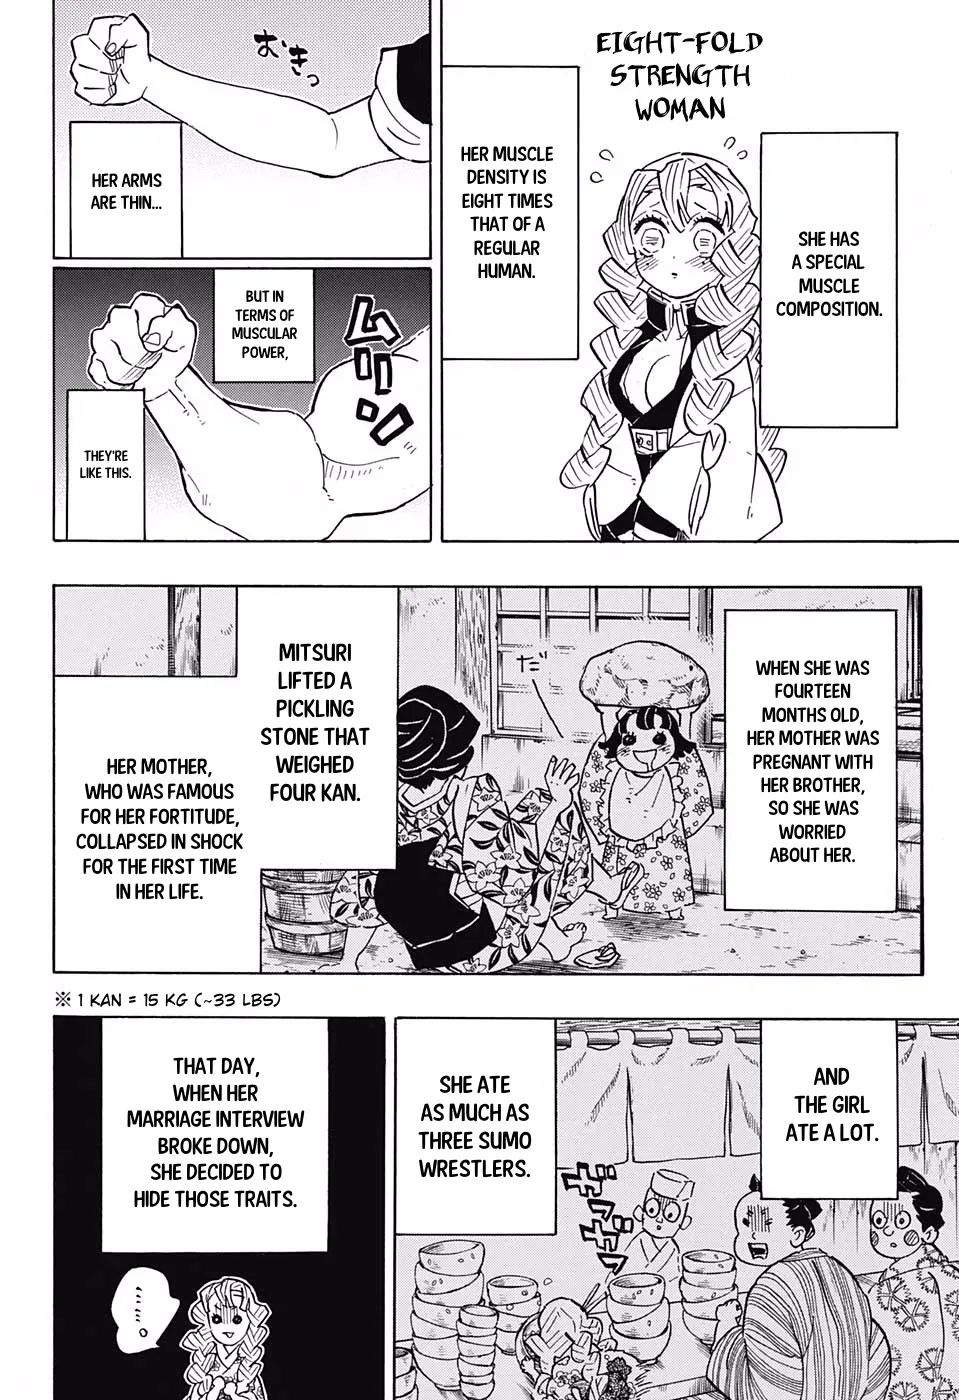 EIGHT-FOLD
STRENGTH
WOMAN
SHE HAS
A SPECIAL
MUSCLE
COMPOSITION.
HER MUSCLE
DENSITY IS
EIGHT TIMES
THAT OF A
REGULAR
HUMAN.
おきっ
HER ARMS
ARE THIN...
BUT IN
TERMS OF
MUSCULAR
POWER,
ムリン
THEY'RE
LIKE THIS.
WHEN SHE WAS
FOURTEEN
MONTHS OLD,
HER MOTHER WAS
PREGNANT WITH
HER BROTHER,
SO SHE WAS
WORRIED
ABOUT HER.
だ
MITSURI
LIFTED A
PICKLING
STONE THAT
WEIGHED
FOUR KAN.
HER MOTHER,
WHO WAS FAMOUS
FOR HER FORTITUDE,
COLLAPSED IN SHOCK
FOR THE FIRST TIME
IN HER LIFE.
※ 1 KAN = 15 KG (~33 LBS)
AND
THE GIRL
ATE A LOT.
SHE ATE
AS MUCH AS
THREE SUMO
WRESTLERS.
THAT DAY,
WHEN HER
MARRIAGE INTERVIEW
BROKE DOWN,
SHE DECIDED TO
HIDE THOSE TRAITS.
....。